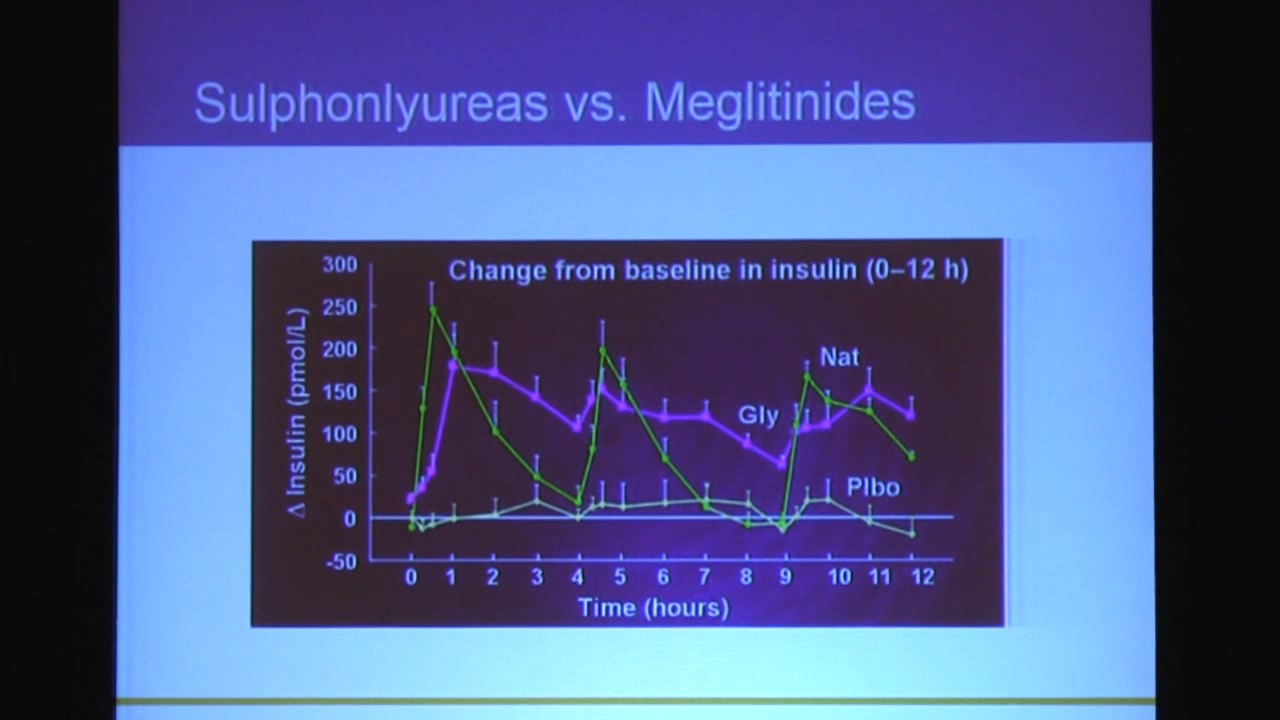 Sulphonlyureas vs. Meglitinides
Change from baseline in insulin (0–12 h)
Δ Insulin (pmol/L)
300
250
200
150
100
50
0
-50
Nat
Gly
Plbo
0 1 2 3 4 5 6 7 8 9 10 11 12
Time (hours)